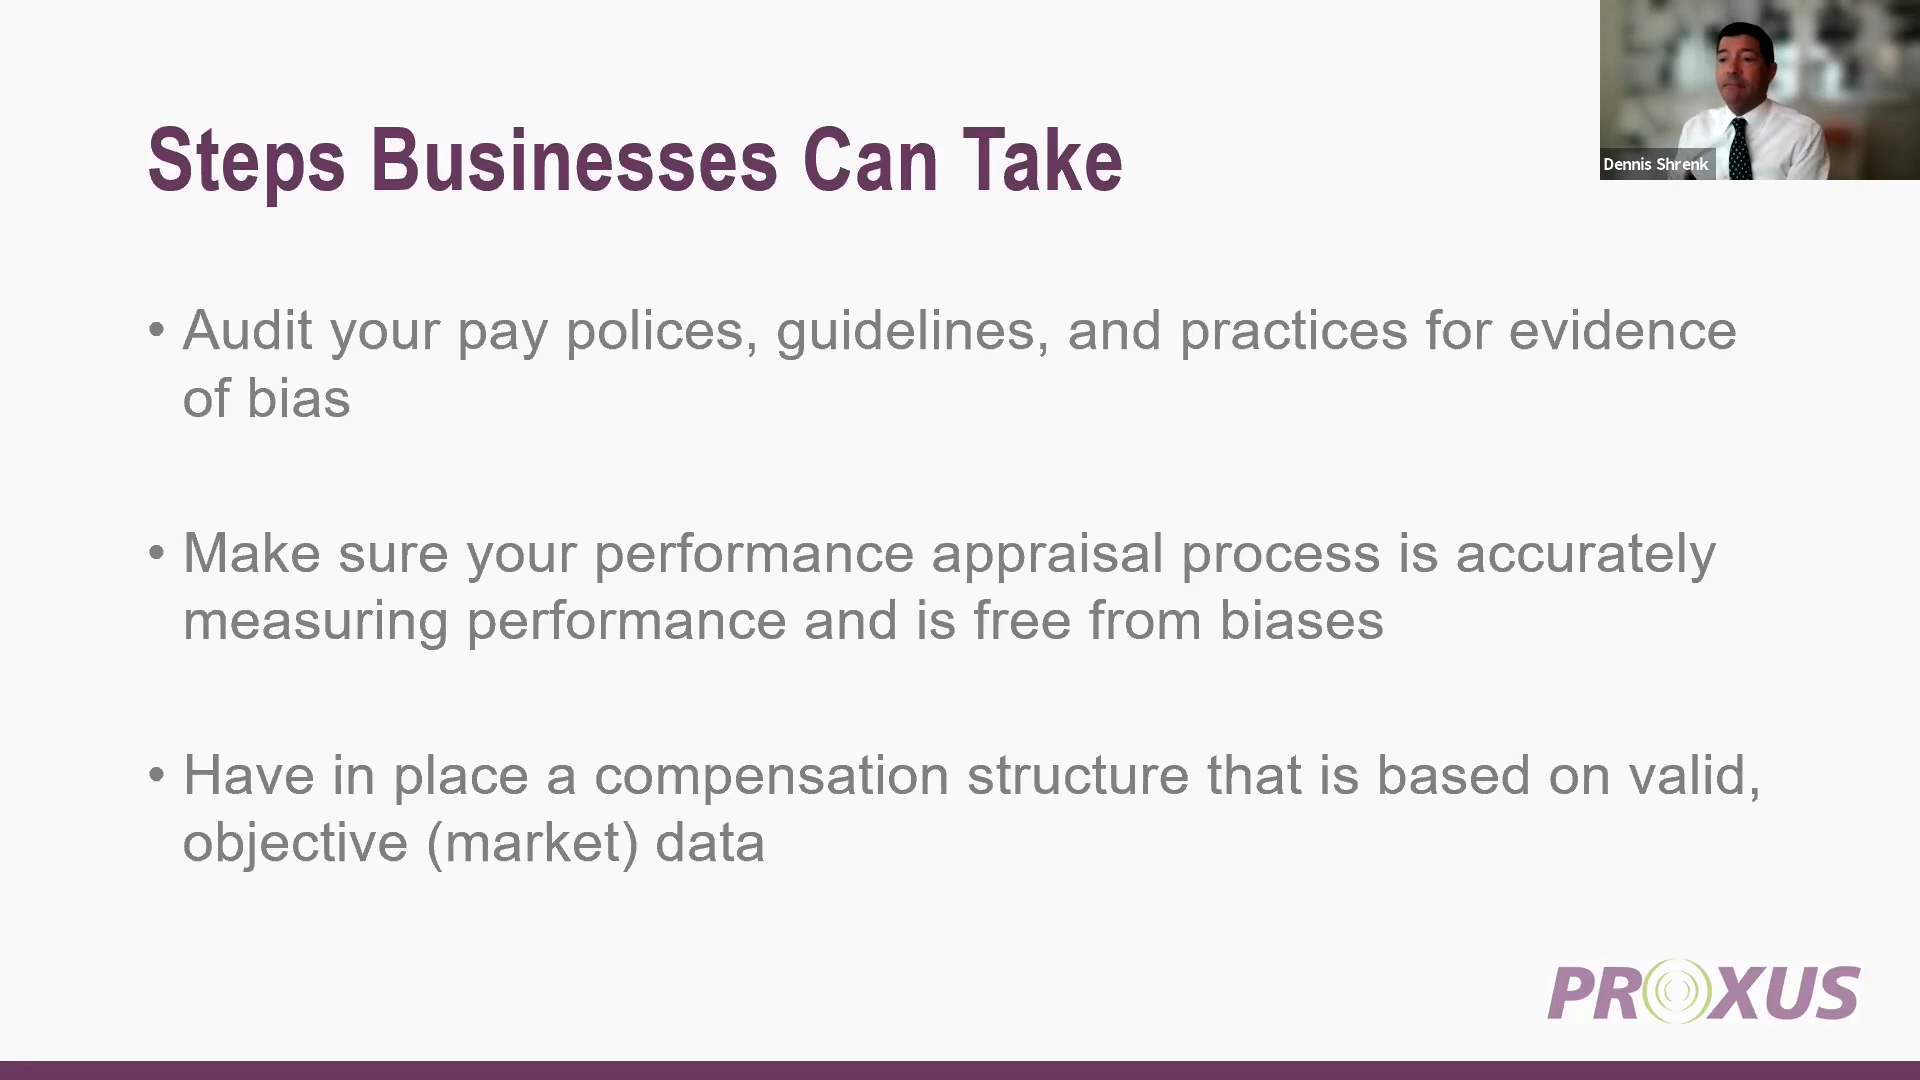 Steps Businesses Can Take
Dennis Shrenk
• Audit your pay polices, guidelines, and practices for evidence
of bias
• Make sure your performance appraisal process is accurately
measuring performance and is free from biases
• Have in place a compensation structure that is based on valid,
objective (market) data
PROXUS